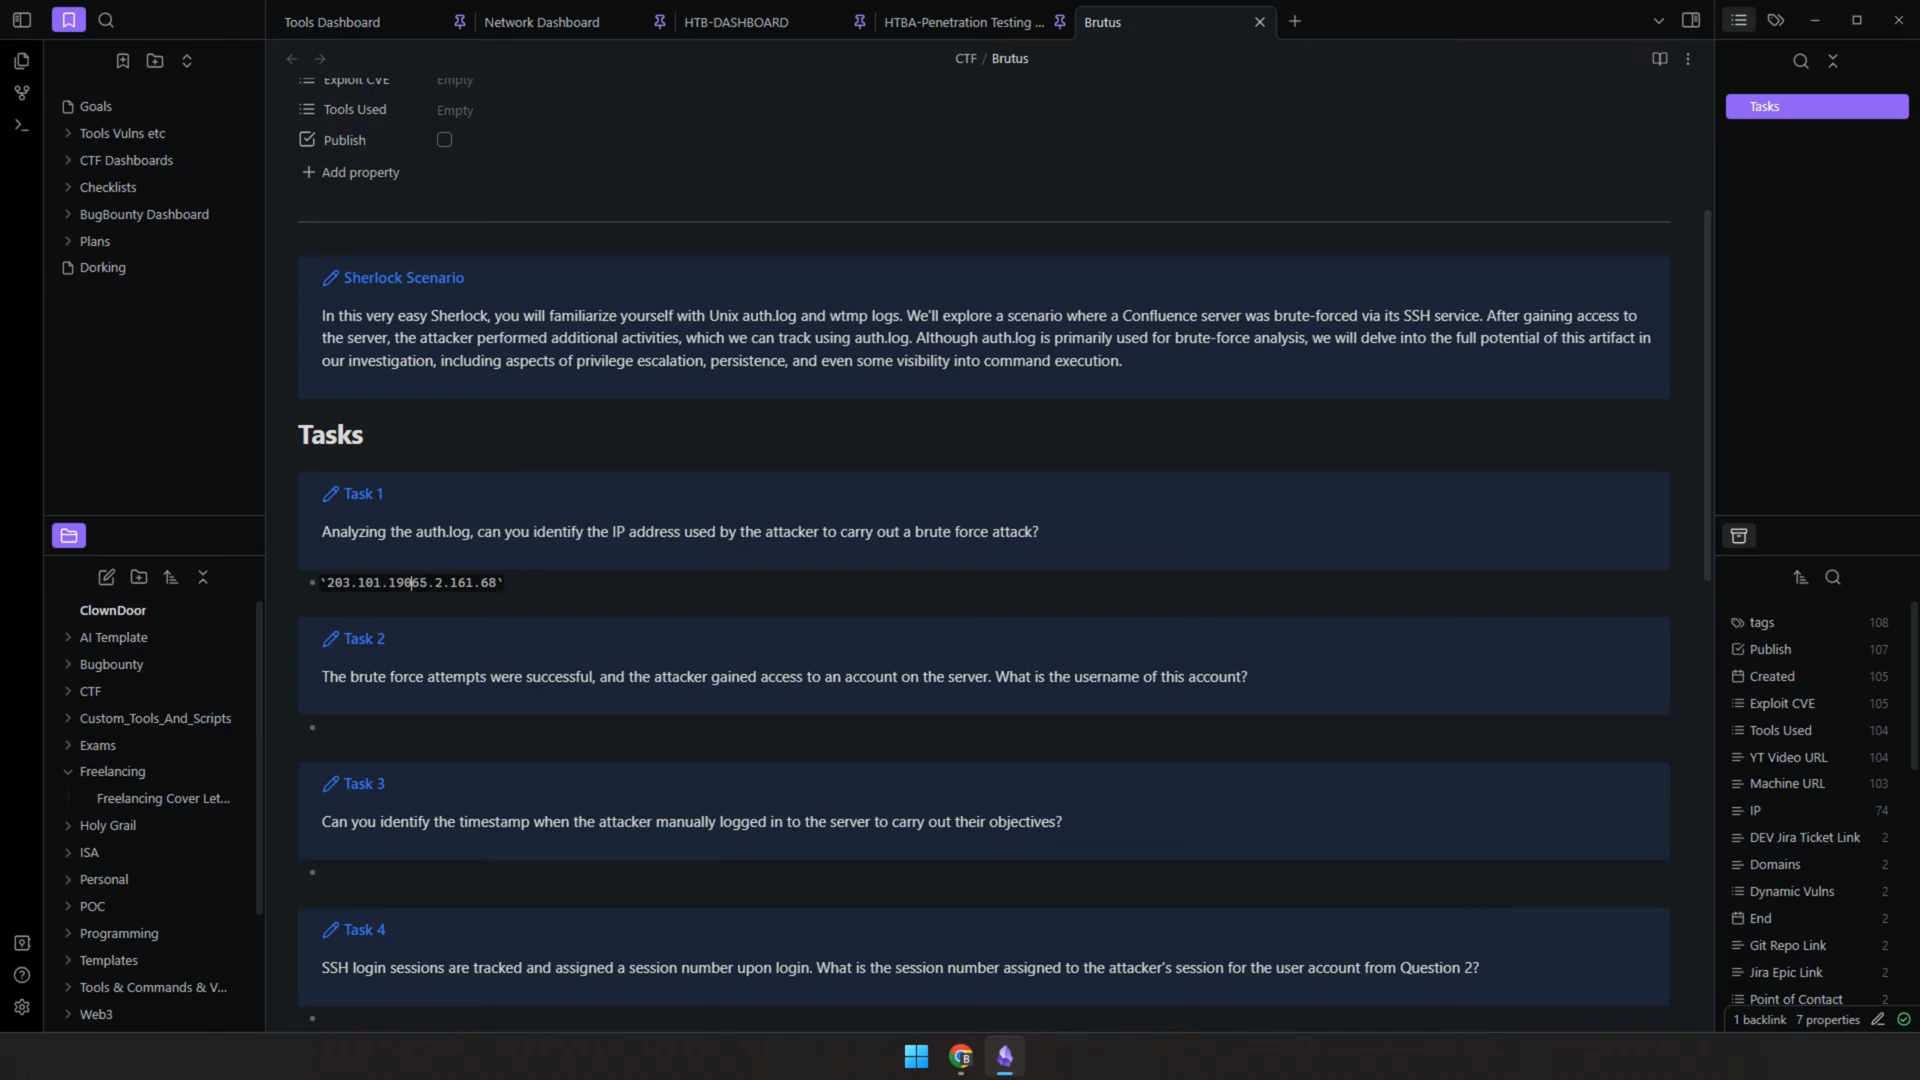 Tools Dashboard
Network Dashboard
HTB-DASHBOARD
HTBA-Penetration Testing ...
Brutus
CTF / Brutus
Exploit CVE Empty
Tools Used Empty
Publish
Add property
Sherlock Scenario
In this very easy Sherlock, you will familiarize yourself with Unix auth.log and wtmp logs. We'll explore a scenario where a Confluence server was brute-forced via its SSH service. After gaining access to
the server, the attacker performed additional activities, which we can track using auth.log. Although auth.log is primarily used for brute-force analysis, we will delve into the full potential of this artifact in
our investigation, including aspects of privilege escalation, persistence, and even some visibility into command execution.
Tasks
Task 1
Analyzing the auth.log, can you identify the IP address used by the attacker to carry out a brute force attack?
`203.101.19065.2.161.68`
Task 2
The brute force attempts were successful, and the attacker gained access to an account on the server. What is the username of this account?
Task 3
Can you identify the timestamp when the attacker manually logged in to the server to carry out their objectives?
Task 4
SSH login sessions are tracked and assigned a session number upon login. What is the session number assigned to the attacker's session for the user account from Question 2?
Goals
Tools Vulns etc
CTF Dashboards
Checklists
BugBounty Dashboard
Plans
Dorking
ClownDoor
AI Template
Bugbounty
CTF
Custom_Tools_And_Scripts
Exams
Freelancing
Freelancing Cover Let...
Holy Grail
ISA
Personal
POC
Programming
Templates
Tools & Commands & V...
Web3
Tasks
tags 108
Publish 107
Created 105
Exploit CVE 105
Tools Used 104
YT Video URL 104
Machine URL 103
IP 74
DEV Jira Ticket Link 2
Domains 2
Dynamic Vulns 2
End 2
Git Repo Link 2
Jira Epic Link 2
Point of Contact 2
1 backlink 7 properties